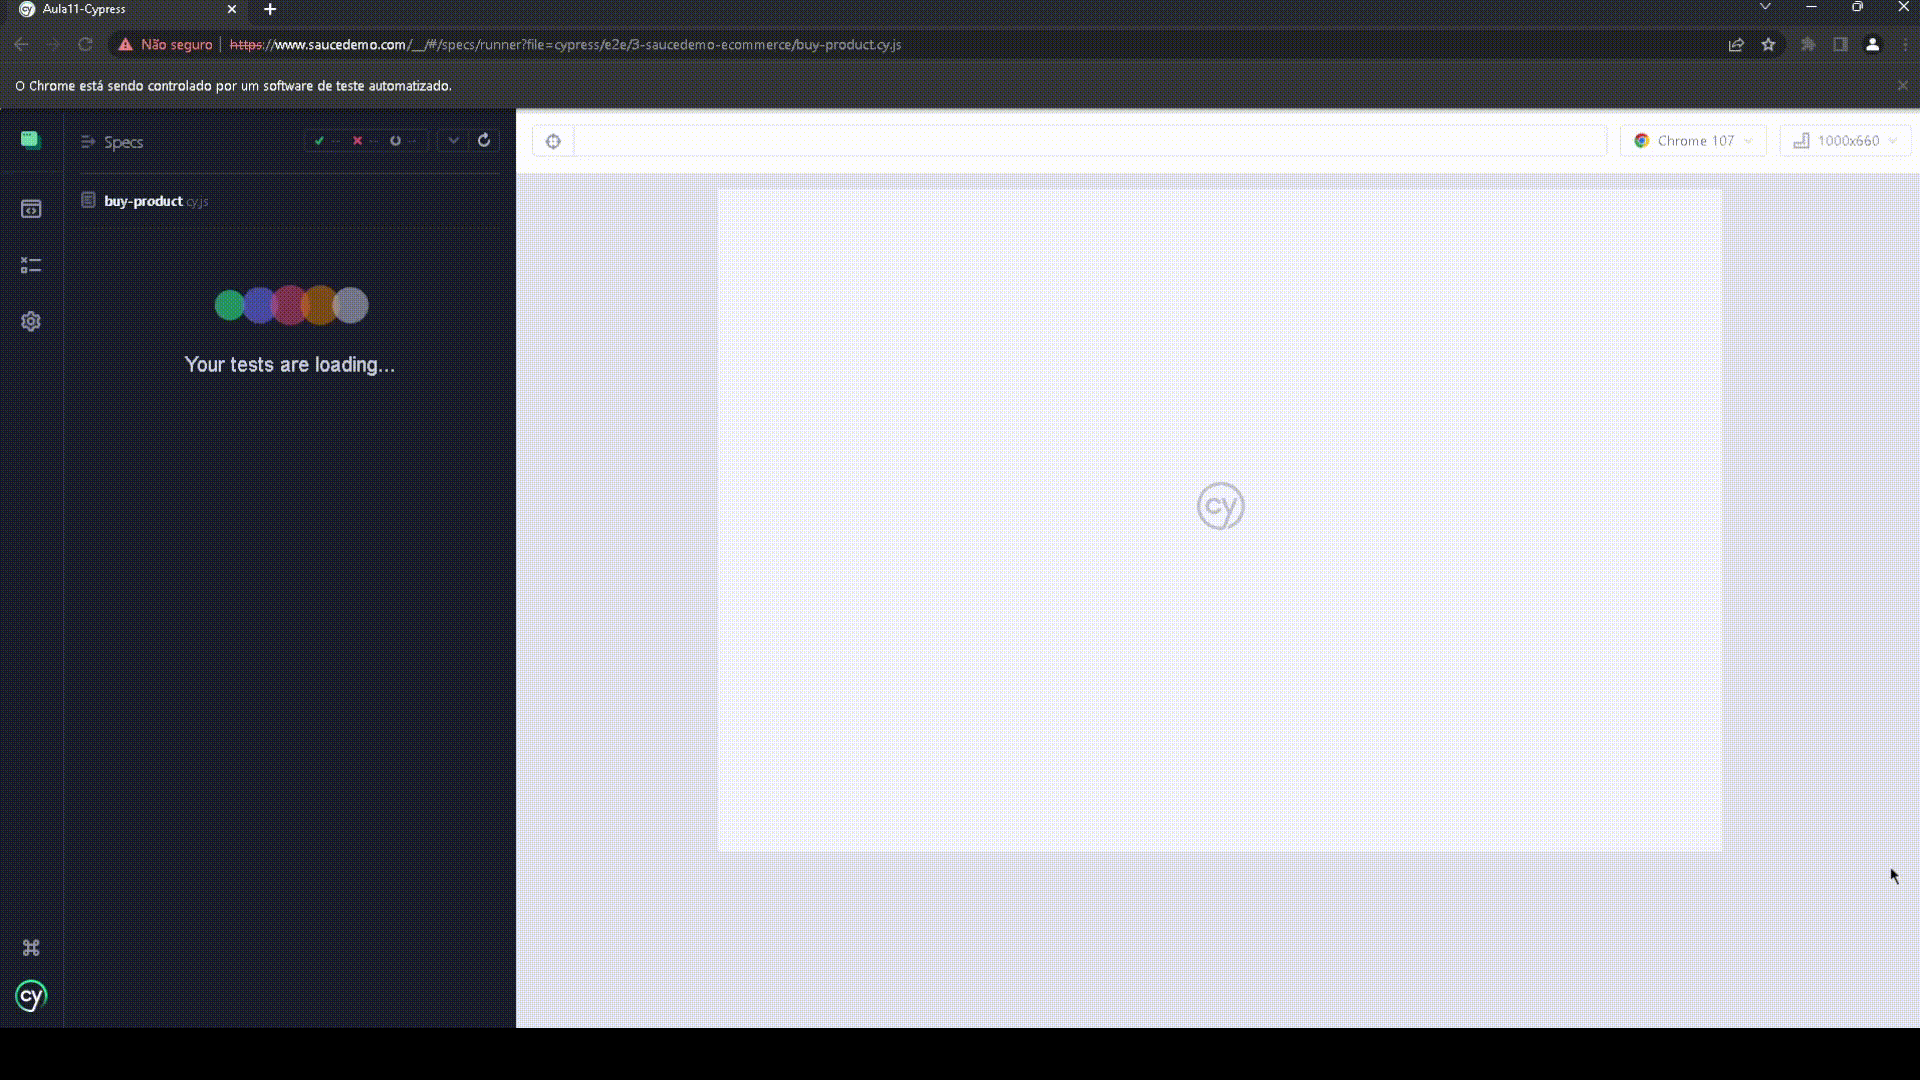 cy Aula11-Cypress
Não seguro https://www.saucedemo.com/__/#/specs/runner?file=cypress/e2e/3-saucedemo-ecommerce/buy-product.cy.js
O Chrome está sendo controlado por um software de teste automatizado.
Specs -- -- --
Chrome 107 1000x660
buy-product cy.js
Your tests are loading...
cy
cy